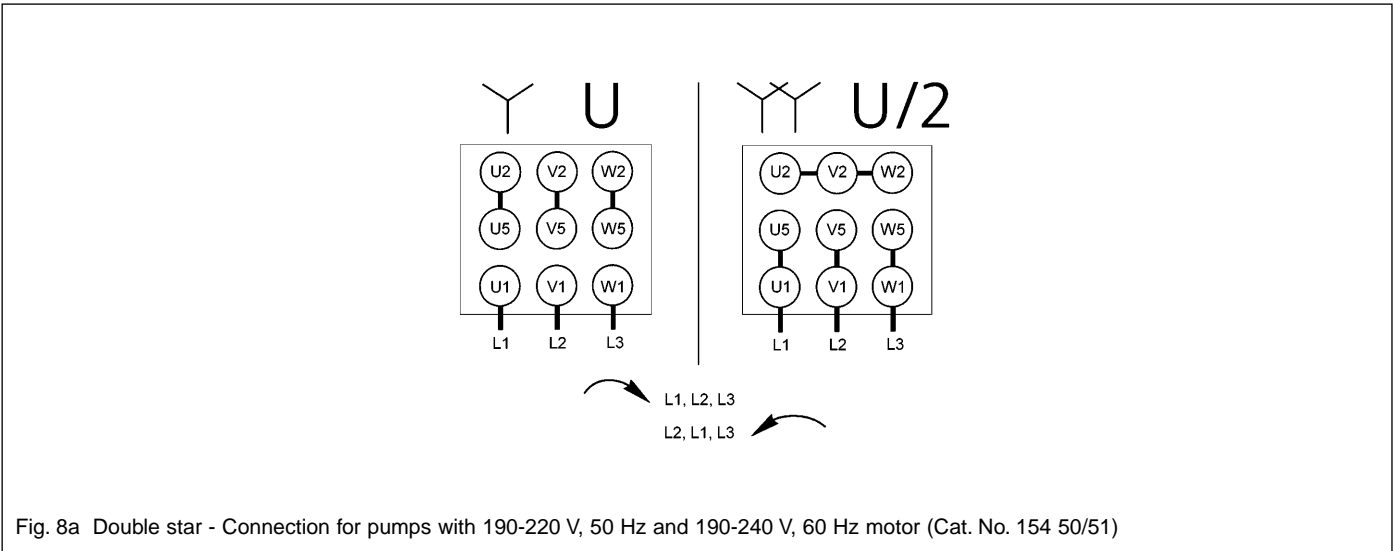 U U/2
U2 V2 W2 U2 V2 W2
U5 V5 W5 U5 V5 W5
U1 V1 W1 U1 V1 W1
L1 L2 L3 L1 L2 L3
L1, L2, L3
L2, L1, L3
Fig. 8a Double star - Connection for pumps with 190-220 V, 50 Hz and 190-240 V, 60 Hz motor (Cat. No. 154 50/51)